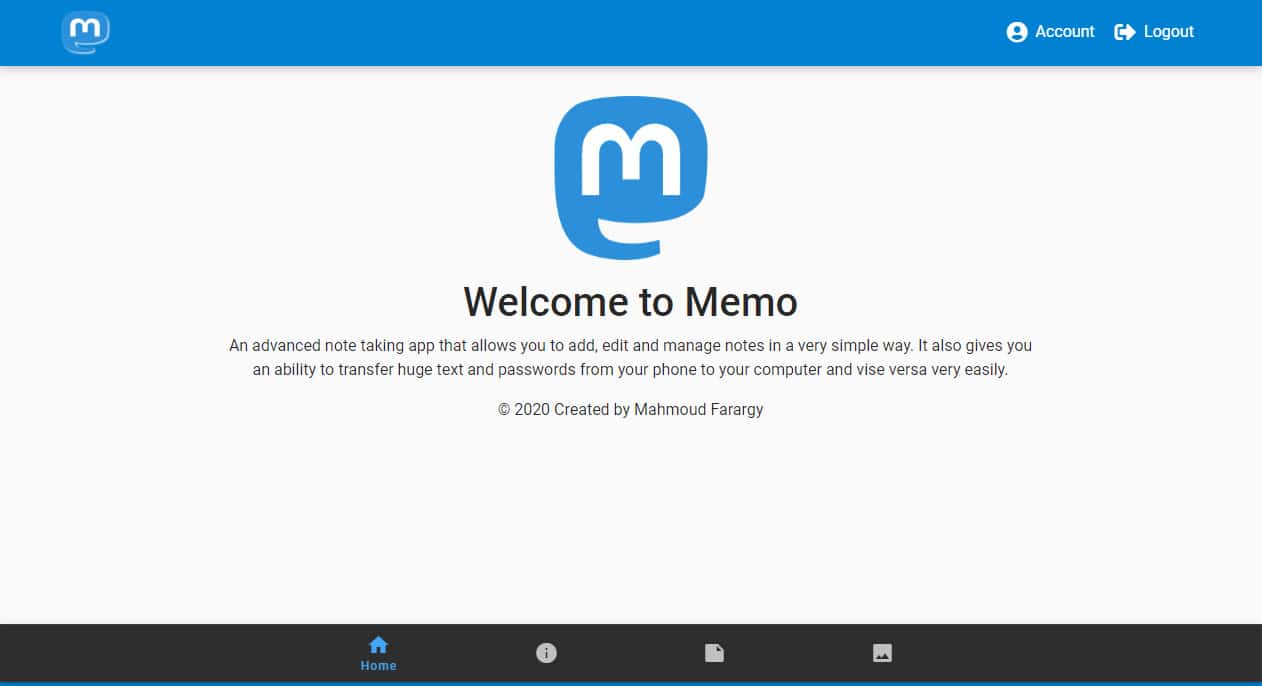 m
Account
Logout
m
Welcome to Memo
An advanced note taking app that allows you to add, edit and manage notes in a very simple way. It also gives you
an ability to transfer huge text and passwords from your phone to your computer and vise versa very easily.
© 2020 Created by Mahmoud Farargy
Home